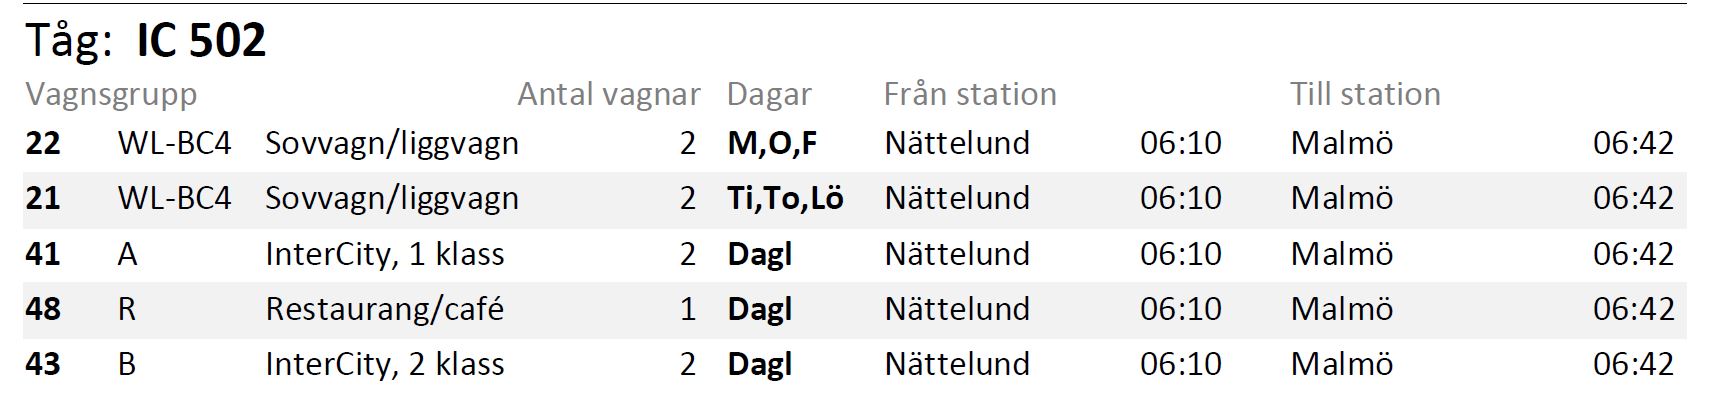 Tåg: IC 502
Vagnsgrupp Antal vagnar Dagar Från station Till station
22 WL-BC4 Sovvagn/liggvagn 2 M,O,F Nättelund 06:10 Malmö 06:42
21 WL-BC4 Sovvagn/liggvagn 2 Ti,To,Lö Nättelund 06:10 Malmö 06:42
41 A InterCity, 1 klass 2 Dagl Nättelund 06:10 Malmö 06:42
48 R Restaurang/café 1 Dagl Nättelund 06:10 Malmö 06:42
43 B InterCity, 2 klass 2 Dagl Nättelund 06:10 Malmö 06:42